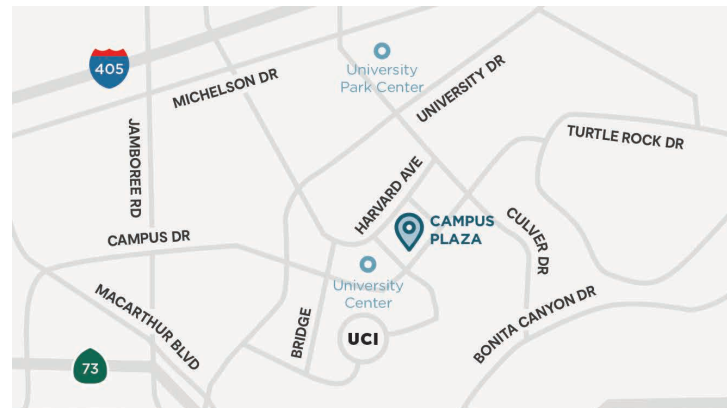 405
University
Park Center
MICHELSON DR
UNIVERSITY DR
JAMBOREE RD
TURTLE ROCK DR
HARVARD AVE
CAMPUS
PLAZA
CULVER DR
CAMPUS DR
University
Center
MACARTHUR BLVD
BRIDGE
UCI
BONITA CANYON DR
73